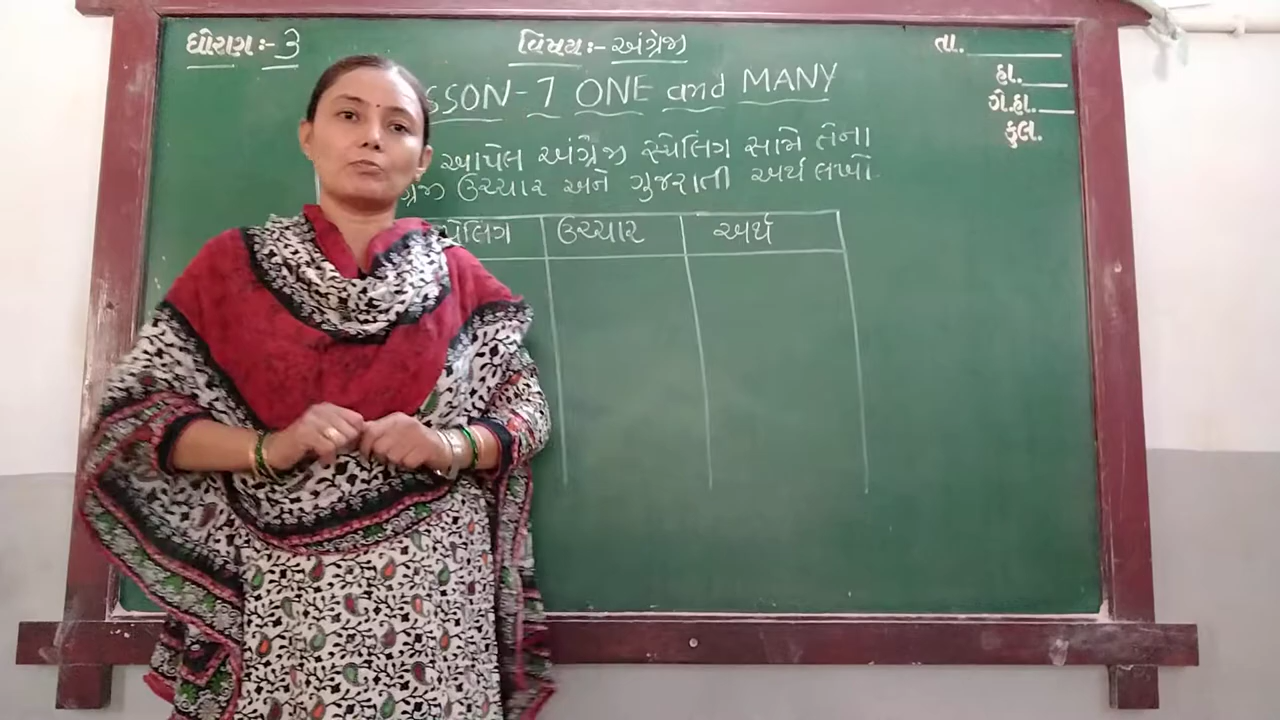 ધોરણ :- 3
વિષય :- અંગ્રેજી
તા.
હા.
ગે.હા.
કુલ.
SSON - 7 ONE and MANY
આપેલ અંગ્રેજી સ્પેલિંગ સામે તેના
ઉચ્ચાર અને ગુજરાતી અર્થ લખો.
ઉચ્ચાર અર્થ